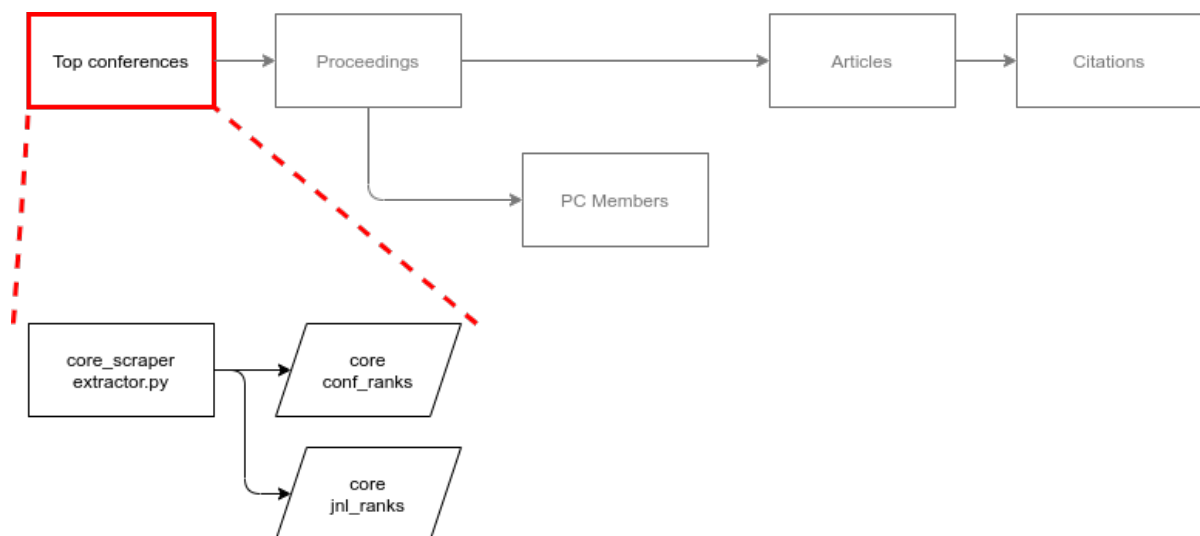 Top conferences
Proceedings
Articles
Citations
PC Members
core_scraper
extractor.py
core
conf_ranks
core
jnl_ranks